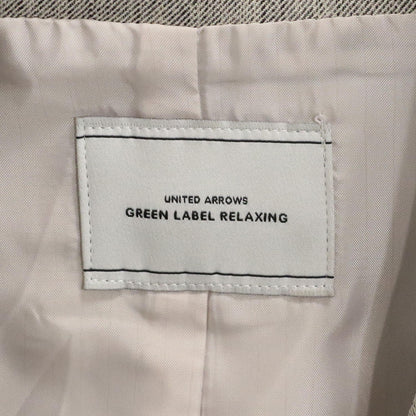 UNITED ARROWS
GREEN LABEL RELAXING